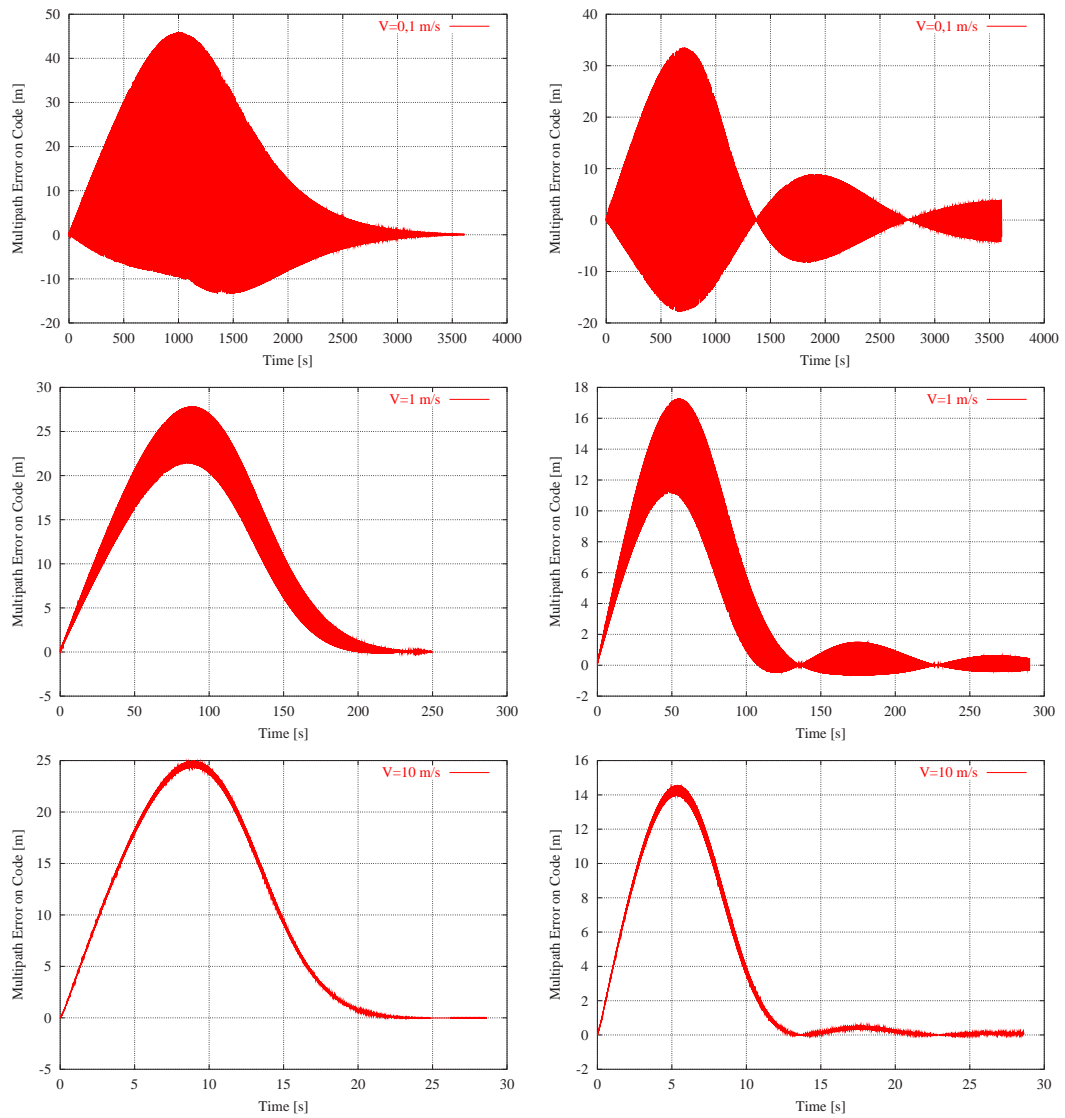 V=0,1 m/s
Multipath Error on Code [m]
50
40
30
20
10
0
-10
-20
0 500 1000 1500 2000 2500 3000 3500 4000
Time [s]
V=0,1 m/s
Multipath Error on Code [m]
40
30
20
10
0
-10
-20
0 500 1000 1500 2000 2500 3000 3500 4000
Time [s]
V=1 m/s
Multipath Error on Code [m]
30
25
20
15
10
5
0
-5
0 50 100 150 200 250 300
Time [s]
V=1 m/s
Multipath Error on Code [m]
18
16
14
12
10
8
6
4
2
0
-2
0 50 100 150 200 250 300
Time [s]
V=10 m/s
Multipath Error on Code [m]
25
20
15
10
5
0
-5
0 5 10 15 20 25 30
Time [s]
V=10 m/s
Multipath Error on Code [m]
16
14
12
10
8
6
4
2
0
-2
0 5 10 15 20 25 30
Time [s]